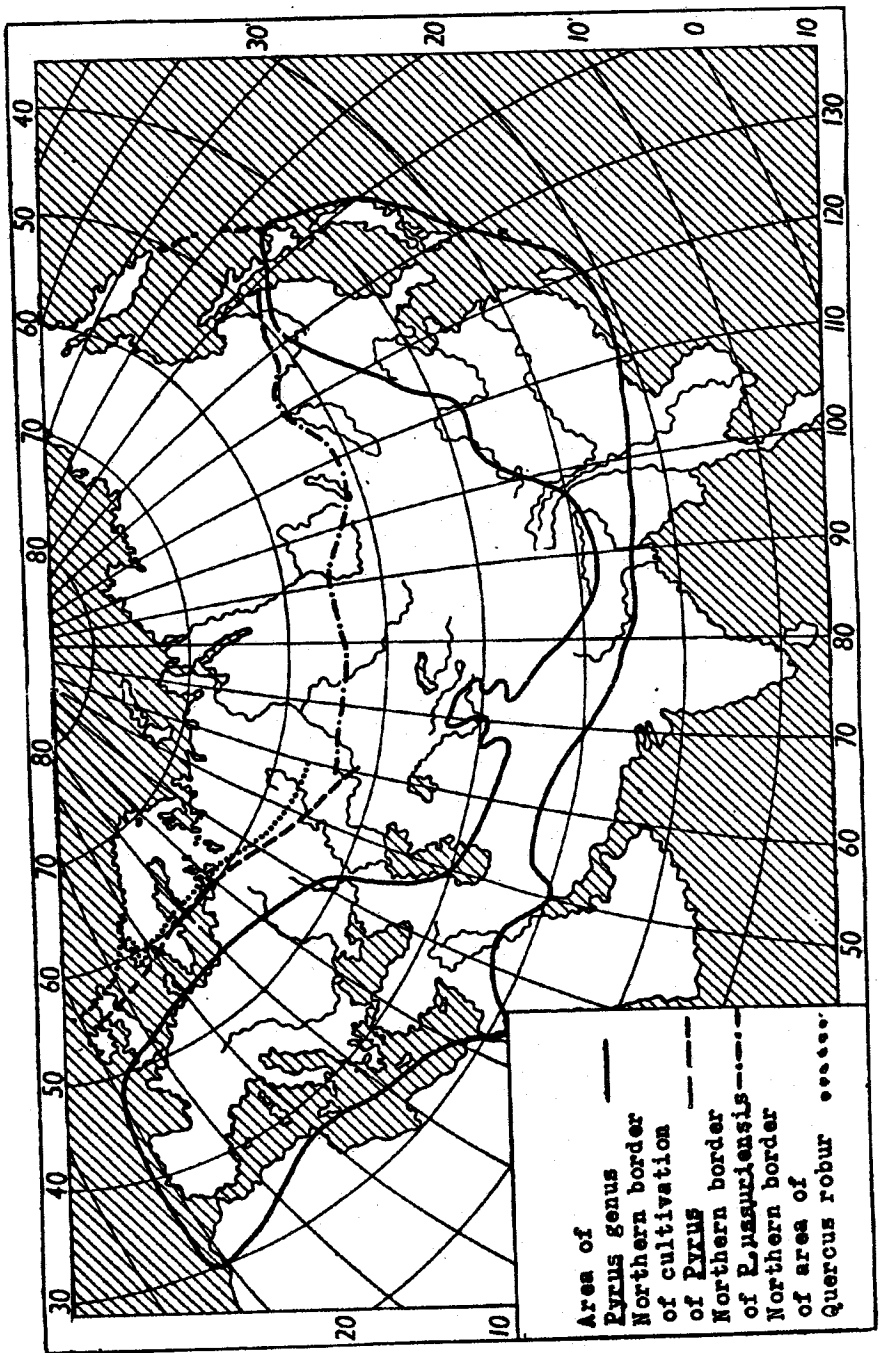 30
40
50
60
70
80
80
70
60
50
40
30'
20
10'
0
10
20
10
50
60
70
80
90
100
110
120
130
Area of
Pyrus genus
Northern border
of cultivation
of Pyrus
Northern border
of P.ussuriensis
Northern border
of area of
Quercus robur